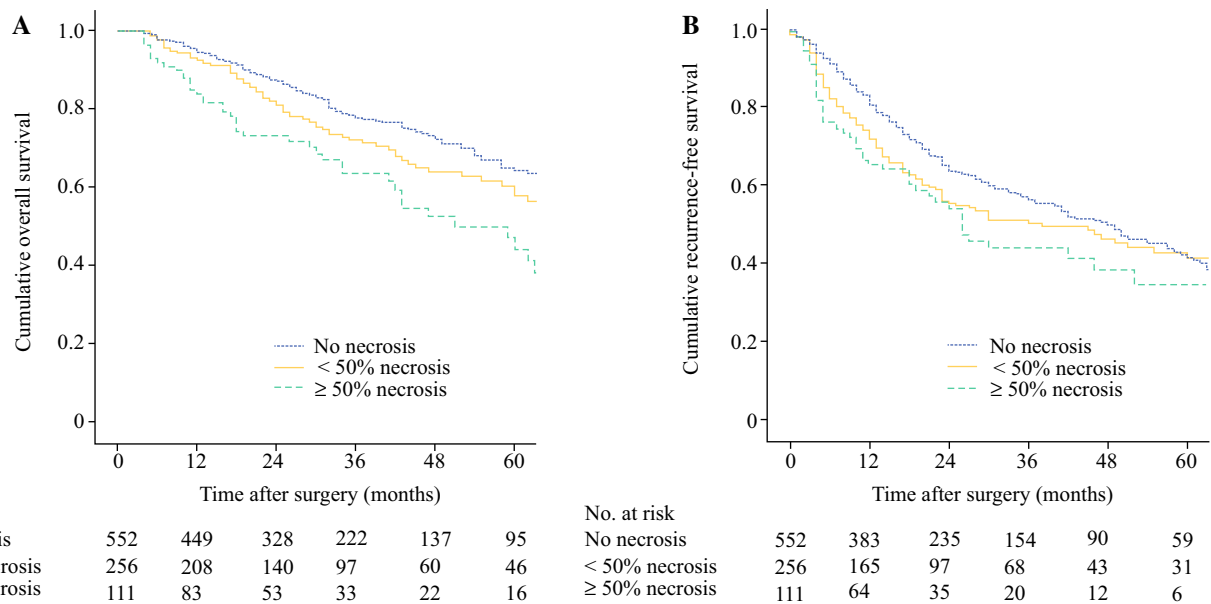 A
Cumulative overall survival
1.0
0.8
0.6
0.4
0.2
0
No necrosis
< 50% necrosis
≥ 50% necrosis
0 12 24 36 48 60
Time after surgery (months)
552 449 328 222 137 95
256 208 140 97 60 46
111 83 53 33 22 16
B
Cumulative recurrence-free survival
1.0
0.8
0.6
0.4
0.2
0
No necrosis
< 50% necrosis
≥ 50% necrosis
0 12 24 36 48 60
Time after surgery (months)
No. at risk
No necrosis 552 383 235 154 90 59
< 50% necrosis 256 165 97 68 43 31
≥ 50% necrosis 111 64 35 20 12 6